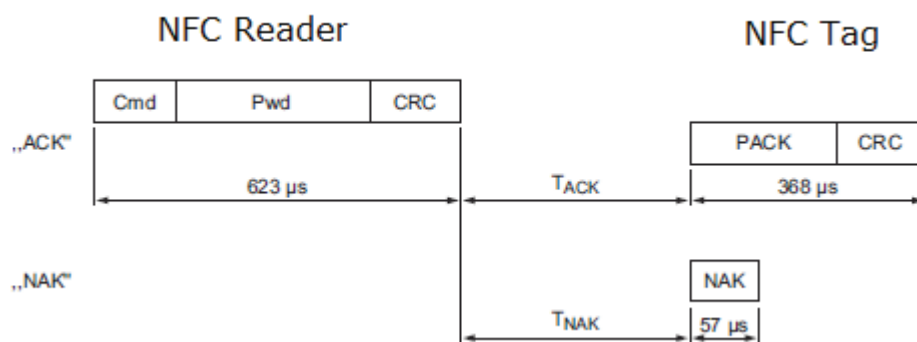 NFC Reader
NFC Tag
Cmd Pwd CRC
„ACK"
PACK CRC
623 µs
TACK
368 µs
„NAK"
NAK
TNAK
57 µs